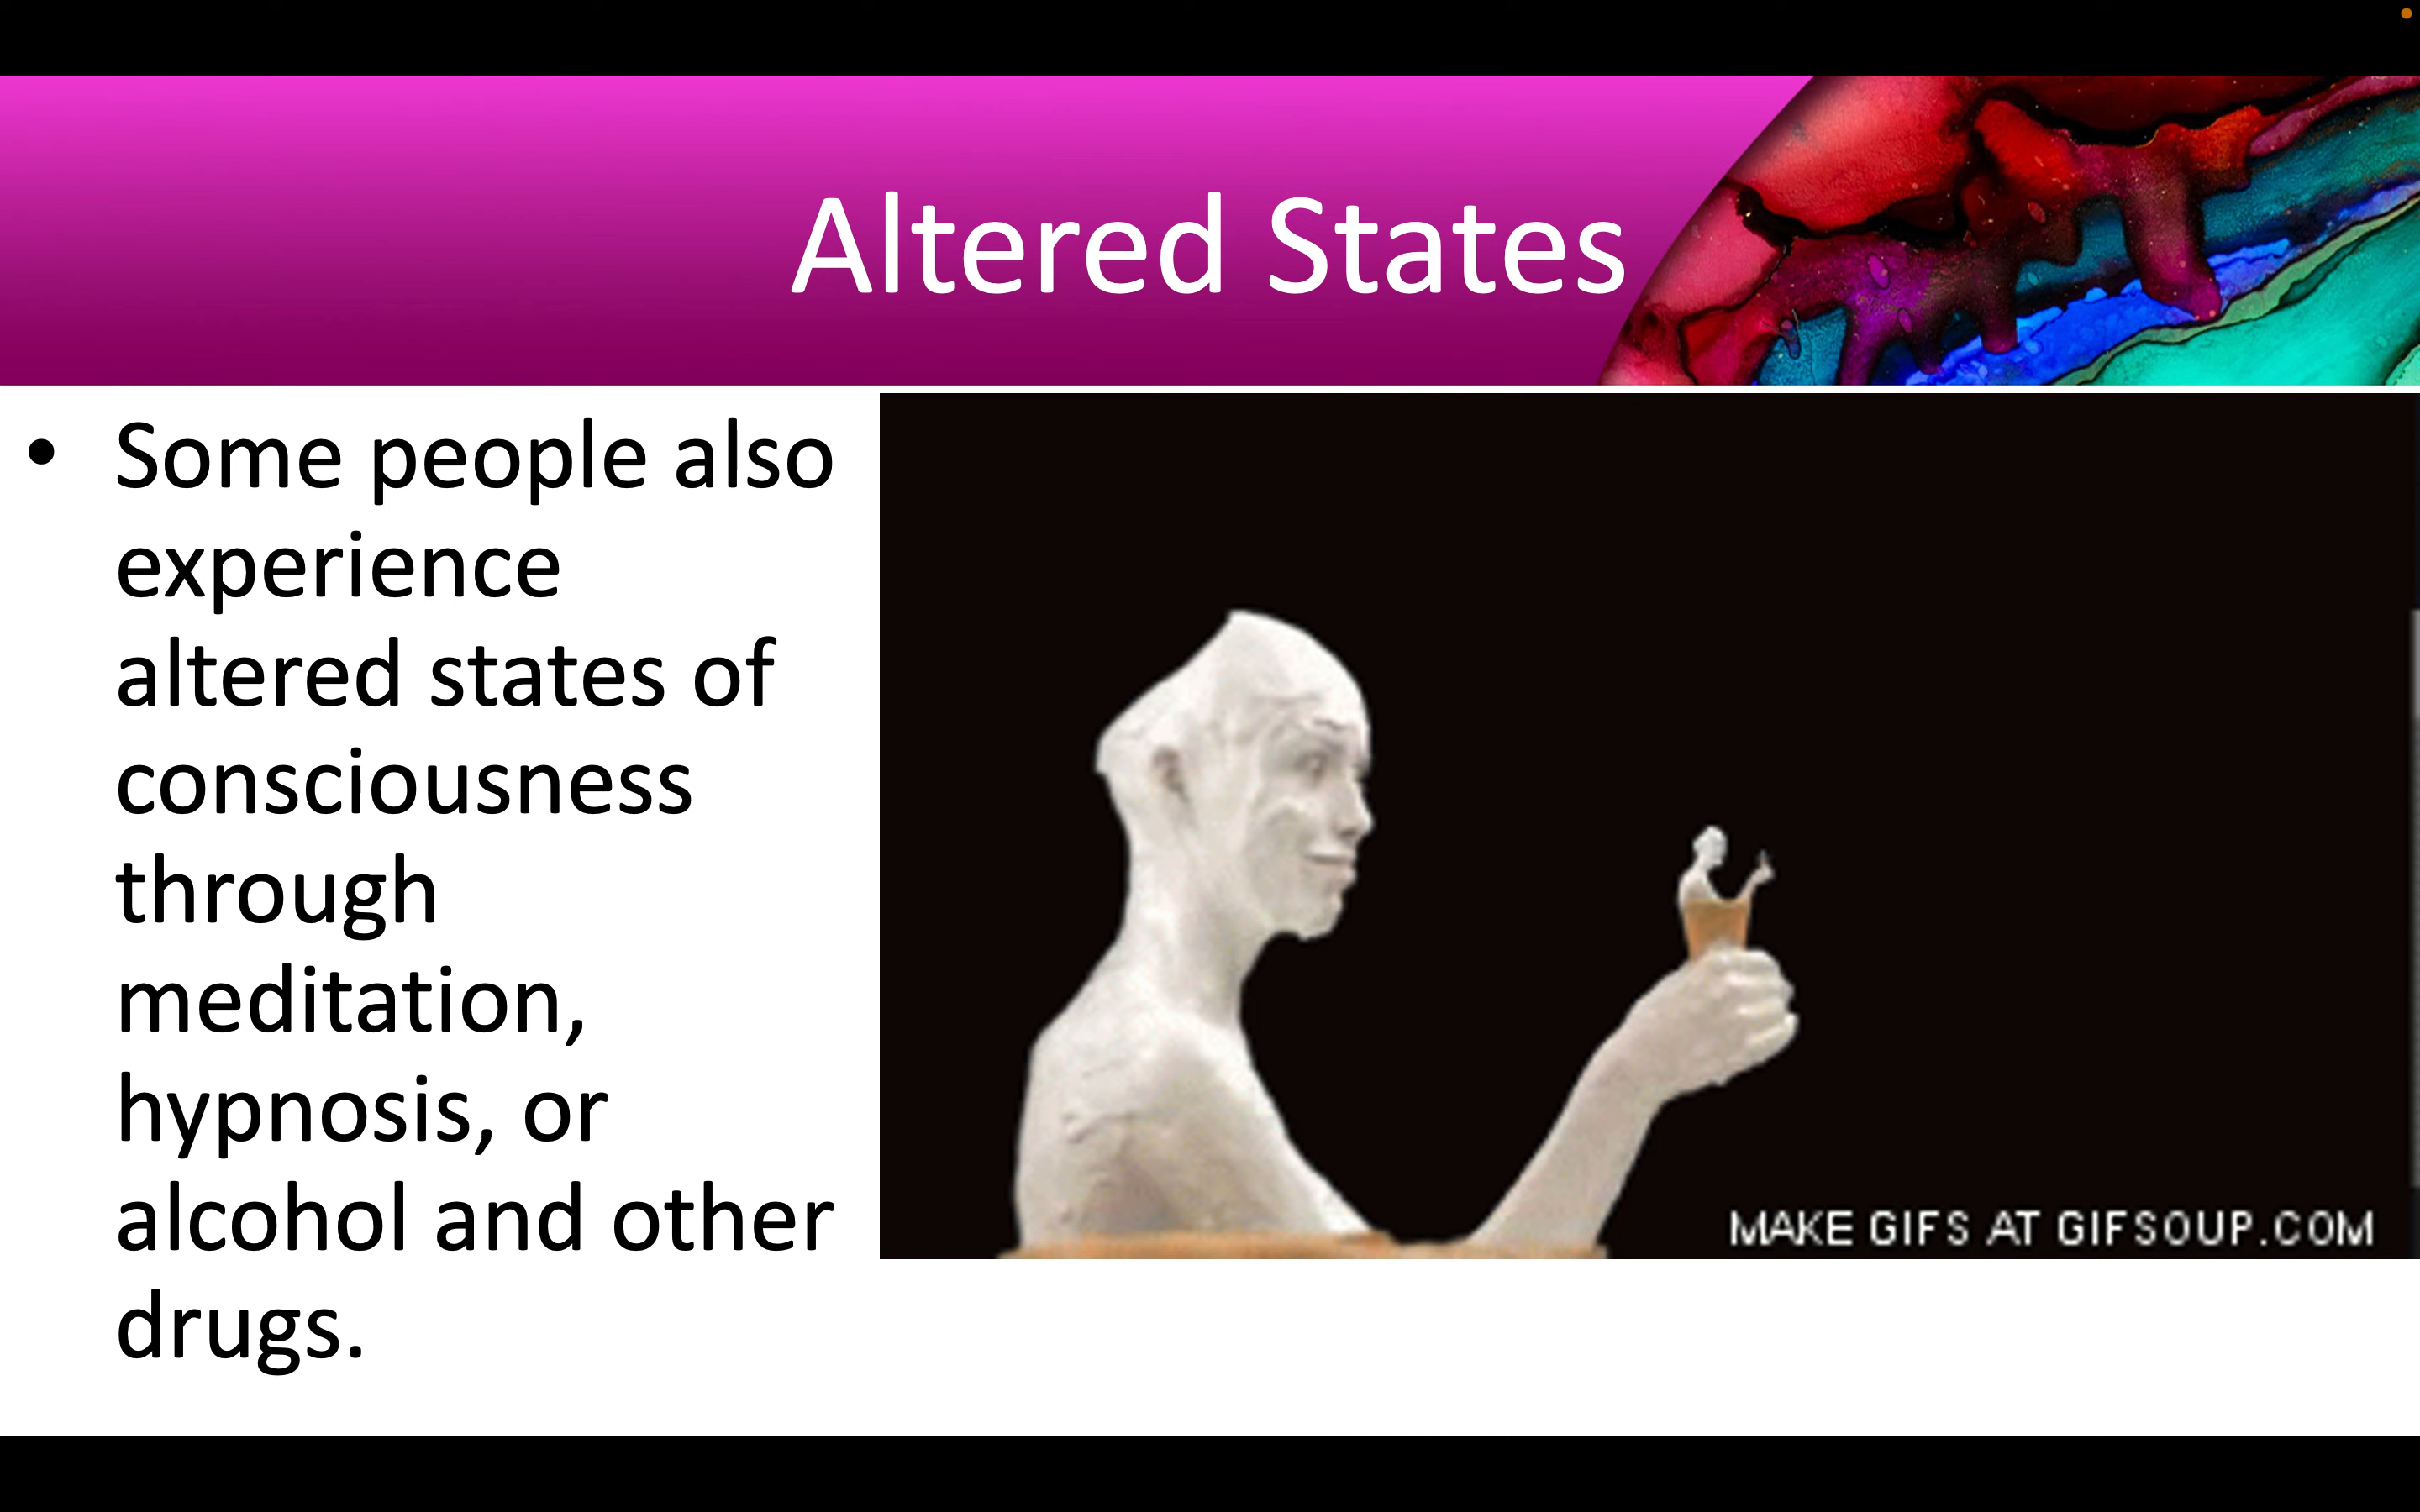 Altered States
• Some people also
experience
altered states of
consciousness
through
meditation,
hypnosis, or
alcohol and other
drugs.
MAKE GIFS AT GIFSOUP.COM